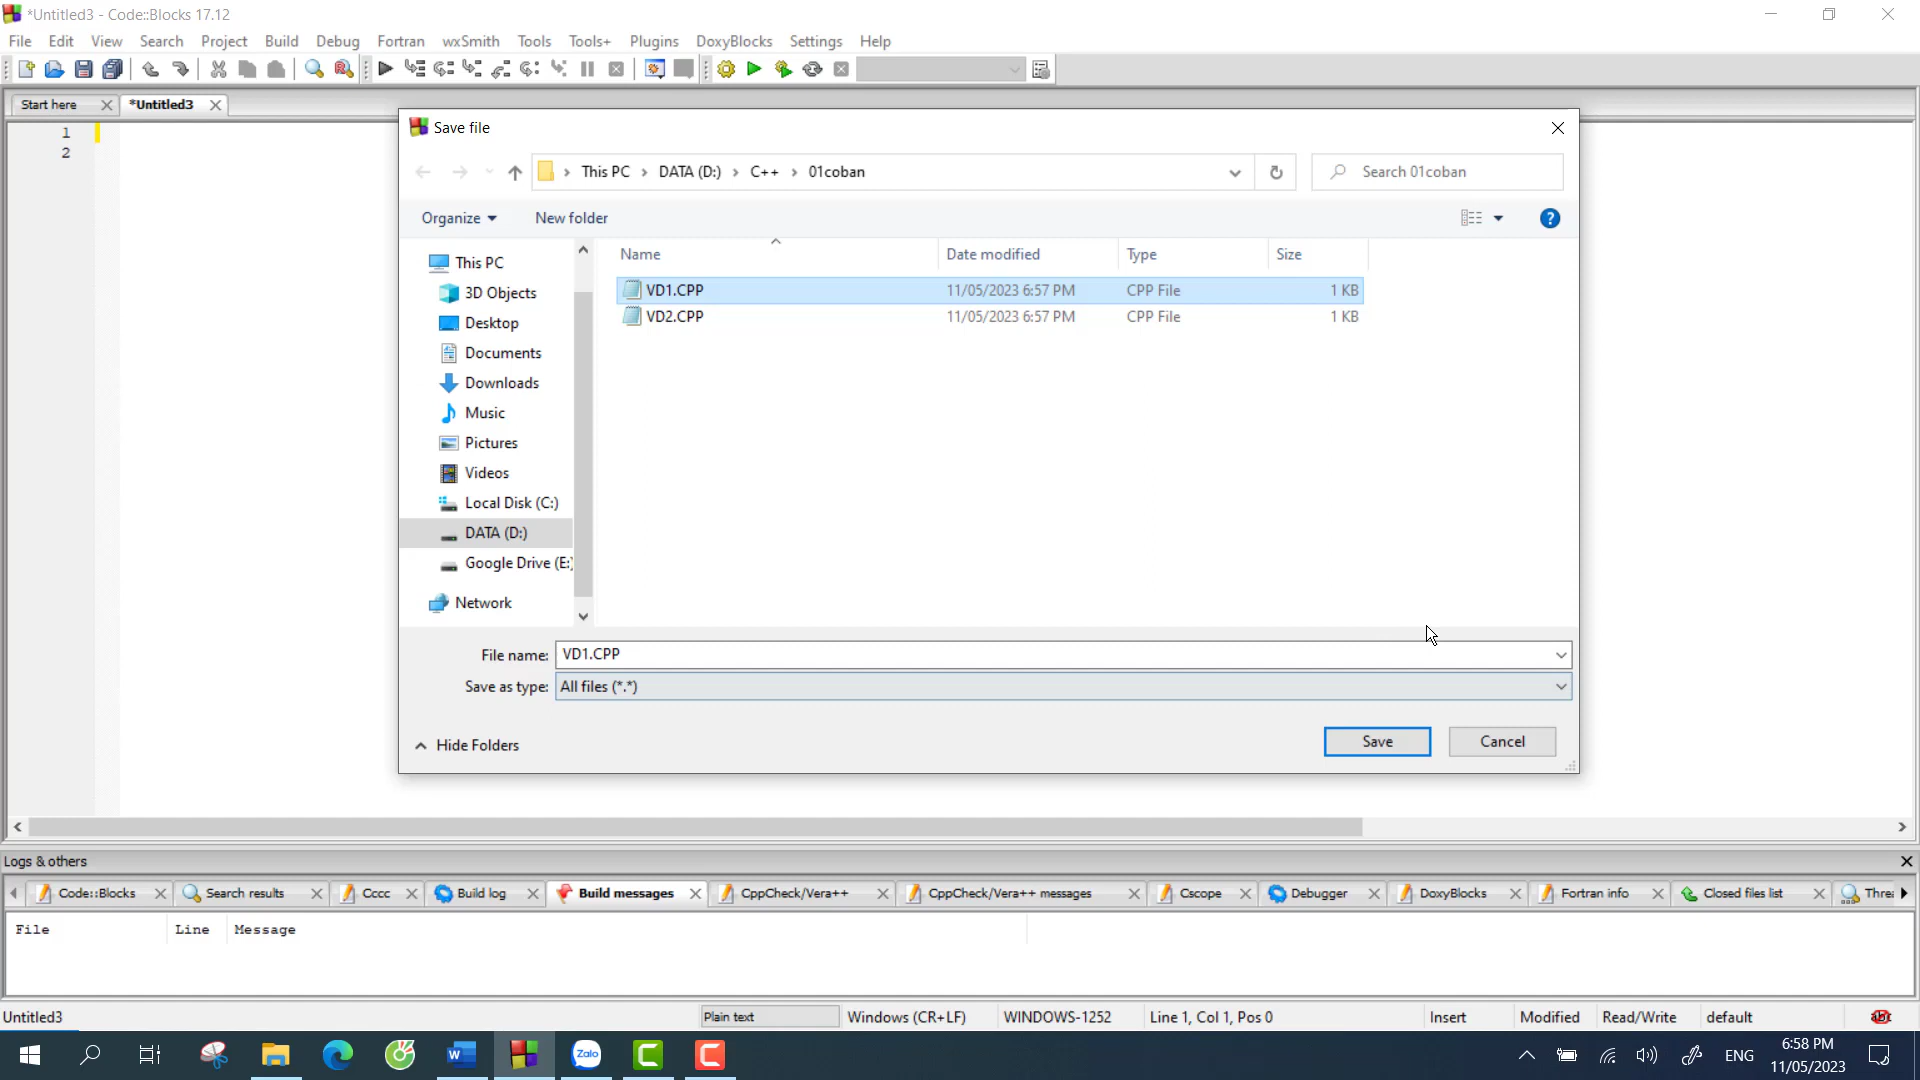 *Untitled3 - Code::Blocks 17.12
File Edit View Search Project Build Debug Fortran wxSmith Tools Tools+ Plugins DoxyBlocks Settings Help
Start here *Untitled3
1
2
Save file
This PC DATA (D:) C++ 01coban
Search 01coban
Organize New folder
Name Date modified Type Size
VD1.CPP 11/05/2023 6:57 PM CPP File 1 KB
VD2.CPP 11/05/2023 6:57 PM CPP File 1 KB
This PC
3D Objects
Desktop
Documents
Downloads
Music
Pictures
Videos
Local Disk (C:)
DATA (D:)
Google Drive (E:
Network
File name: VD1.CPP
Save as type: All files (*.*)
Hide Folders
Save Cancel
Logs & others
Code::Blocks Search results Cccc Build log Build messages CppCheck/Vera++ CppCheck/Vera++ messages Cscope Debugger DoxyBlocks Fortran info Closed files list Threa
File Line Message
Untitled3 Plain text Windows (CR+LF) WINDOWS-1252 Line 1, Col 1, Pos 0 Insert Modified Read/Write default abc
Zalo
ENG
6:58 PM
11/05/2023